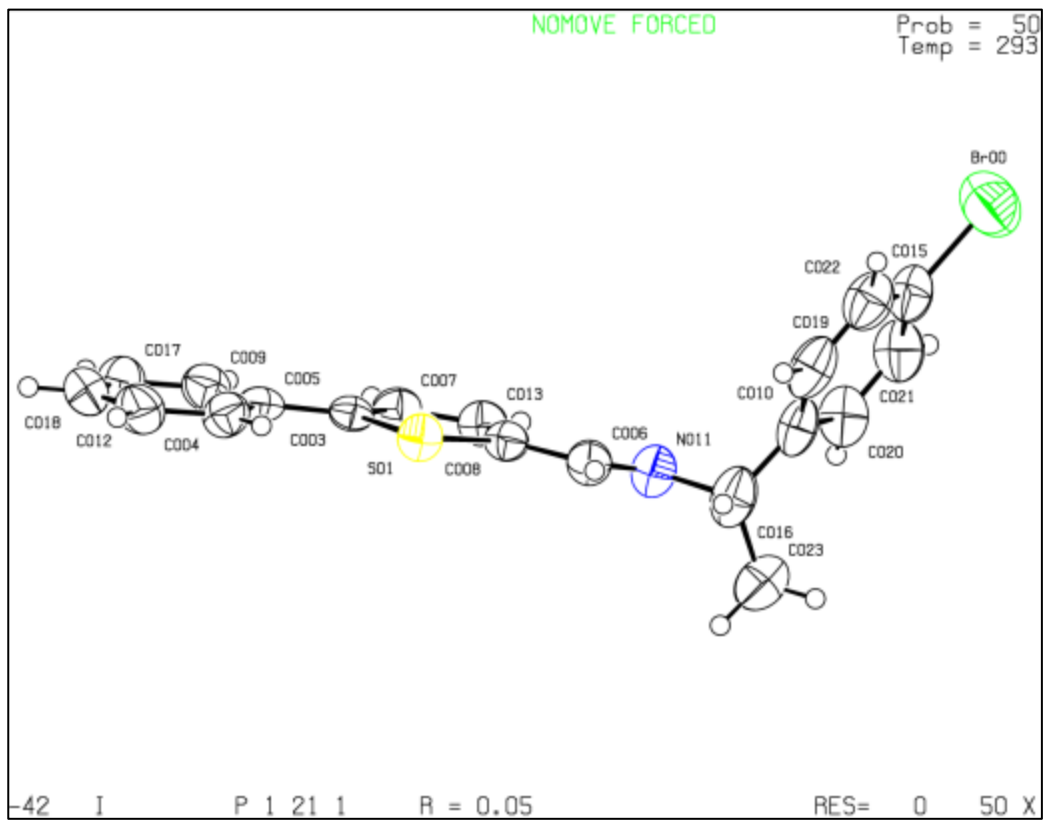 NOMOVE FORCED
Prob = 50
Temp = 293
Br00
C015
C022
C019
C010
C021
C020
C017
C009
C005
C007
C013
C006
N011
C018
C012
C004
C003
S01
C008
C016
C023
-42 I P 1 21 1 R = 0.05 RES= 0 50 X